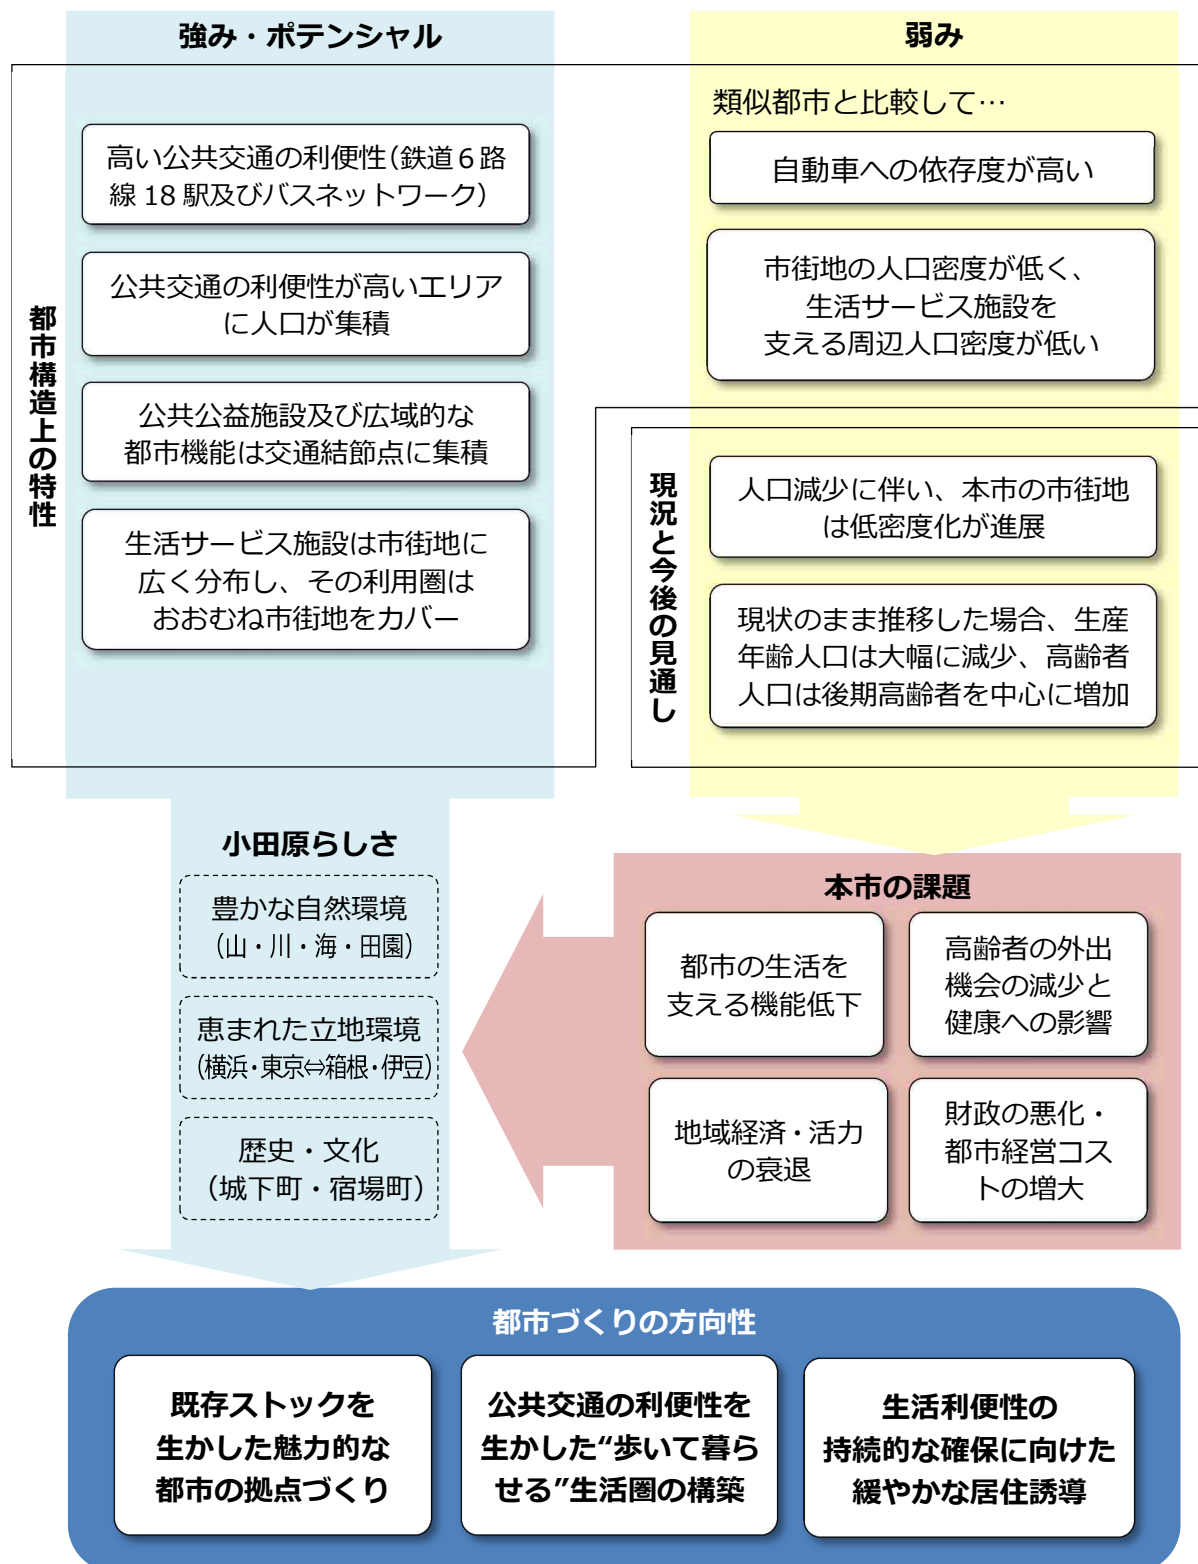 強み・ポテンシャル
弱み
都市構造上の特性
高い公共交通の利便性(鉄道6路
線 18 駅及びバスネットワーク)
公共交通の利便性が高いエリア
に人口が集積
公共公益施設及び広域的な
都市機能は交通結節点に集積
生活サービス施設は市街地に
広く分布し、その利用圏は
おおむね市街地をカバー
類似都市と比較して…
自動車への依存度が高い
市街地の人口密度が低く、
生活サービス施設を
支える周辺人口密度が低い
現況と今後の見通し
人口減少に伴い、本市の市街地
は低密度化が進展
現状のまま推移した場合、生産
年齢人口は大幅に減少、高齢者
人口は後期高齢者を中心に増加
小田原らしさ
豊かな自然環境
(山・川・海・田園)
恵まれた立地環境
(横浜・東京⇔箱根・伊豆)
歴史・文化
(城下町・宿場町)
本市の課題
都市の生活を
支える機能低下
高齢者の外出
機会の減少と
健康への影響
地域経済・活力
の衰退
財政の悪化・
都市経営コス
トの増大
都市づくりの方向性
既存ストックを
生かした魅力的な
都市の拠点づくり
公共交通の利便性を
生かした“歩いて暮ら
せる”生活圏の構築
生活利便性の
持続的な確保に向けた
緩やかな居住誘導